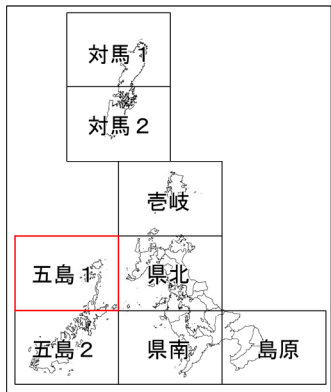 対馬１
対馬２
壱岐
五島１ 県北
五島２ 県南 島原